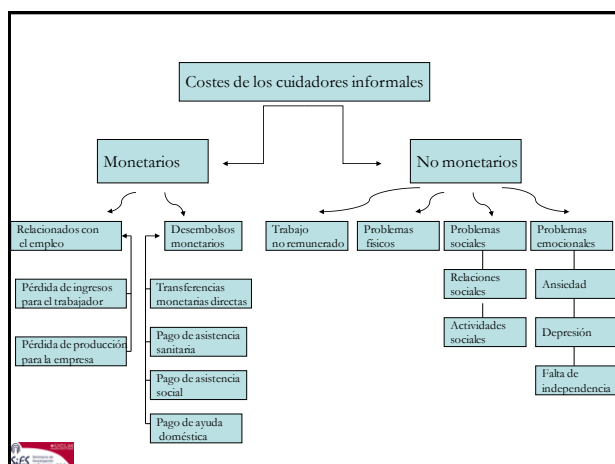 Costes de los cuidadores informales
Monetarios
No monetarios
Relacionados con
el empleo
Desembolsos
monetarios
Trabajo
no remunerado
Problemas
físicos
Problemas
sociales
Problemas
emocionales
Pérdida de ingresos
para el trabajador
Transferencias
monetarias directas
Relaciones
sociales
Ansiedad
Pérdida de producción
para la empresa
Pago de asistencia
sanitaria
Actividades
sociales
Depresión
Pago de asistencia
social
Falta de
independencia
Pago de ayuda
doméstica
UCLM